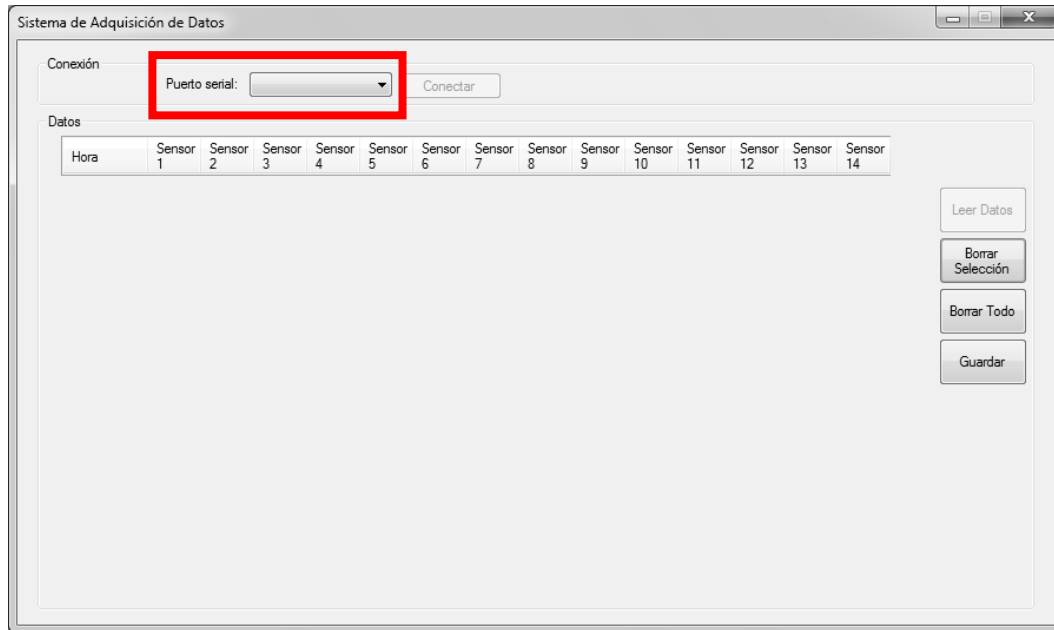 Sistema de Adquisición de Datos
Conexión
Puerto serial:
Conectar
Datos
Hora Sensor 1 Sensor 2 Sensor 3 Sensor 4 Sensor 5 Sensor 6 Sensor 7 Sensor 8 Sensor 9 Sensor 10 Sensor 11 Sensor 12 Sensor 13 Sensor 14
Leer Datos
Borrar
Selección
Borrar Todo
Guardar